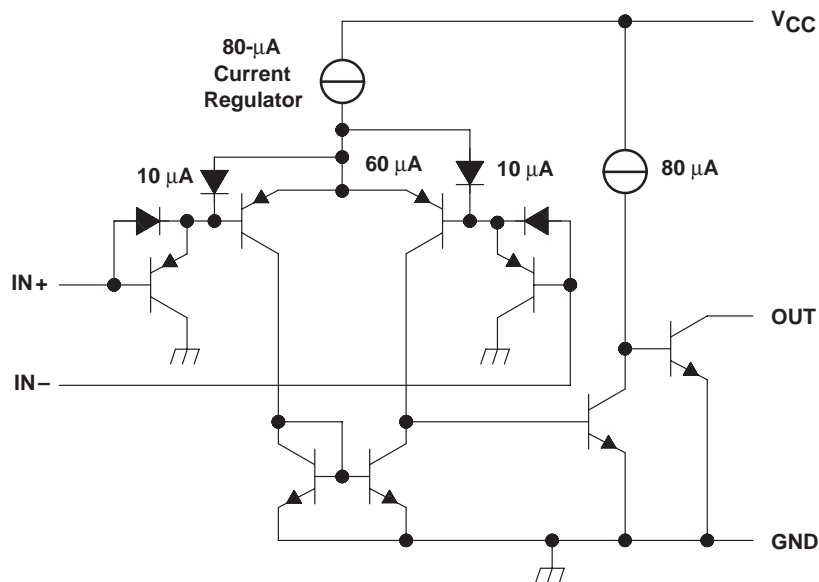 V_CC
80-μA
Current
Regulator
10 μA
60 μA
10 μA
80 μA
IN+
OUT
IN−
GND